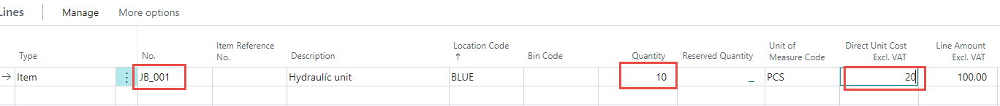 Lines Manage More options
Type No. Item Reference No. Description Location Code ↑ Bin Code Quantity Reserved Quantity Unit of Measure Code Direct Unit Cost Excl. VAT Line Amount Excl. VAT
→ Item JB_001 Hydraulíc unit BLUE 10 _ PCS 20 100,00